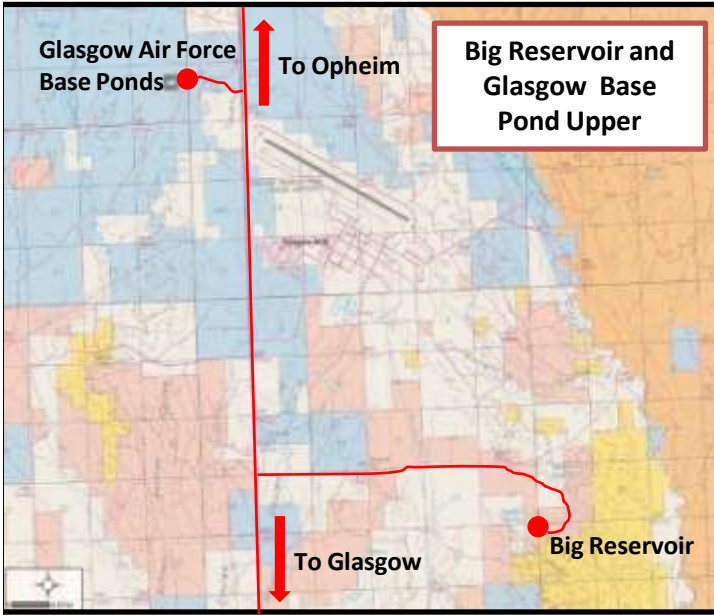 Glasgow Air Force
Base Ponds
To Opheim
Big Reservoir and
Glasgow Base
Pond Upper
Big Reservoir
To Glasgow